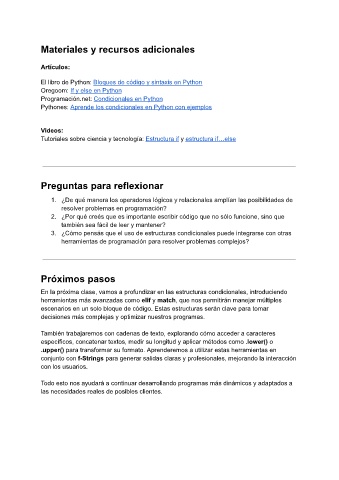 Materiales y recursos adicionales
Artículos:
El libro de Python: Bloques de código y sintaxis en Python
Oregoom: If y else en Python
Programación.net: Condicionales en Python
Pythones: Aprende los condicionales en Python con ejemplos
Videos:
Tutoriales sobre ciencia y tecnología: Estructura if y estructura if…else
Preguntas para reflexionar
1. ¿De qué manera los operadores lógicos y relacionales amplían las posibilidades de
resolver problemas en programación?
2. ¿Por qué creés que es importante escribir código que no sólo funcione, sino que
también sea fácil de leer y mantener?
3. ¿Cómo pensás que el uso de estructuras condicionales puede integrarse con otras
herramientas de programación para resolver problemas complejos?
Próximos pasos
En la próxima clase, vamos a profundizar en las estructuras condicionales, introduciendo
herramientas más avanzadas como elif y match, que nos permitirán manejar múltiples
escenarios en un solo bloque de código. Estas estructuras serán clave para tomar
decisiones más complejas y optimizar nuestros programas.
También trabajaremos con cadenas de texto, explorando cómo acceder a caracteres
específicos, concatenar textos, medir su longitud y aplicar métodos como .lower() o
.upper() para transformar su formato. Aprenderemos a utilizar estas herramientas en
conjunto con f-Strings para generar salidas claras y profesionales, mejorando la interacción
con los usuarios.
Todo esto nos ayudará a continuar desarrollando programas más dinámicos y adaptados a
las necesidades reales de posibles clientes.